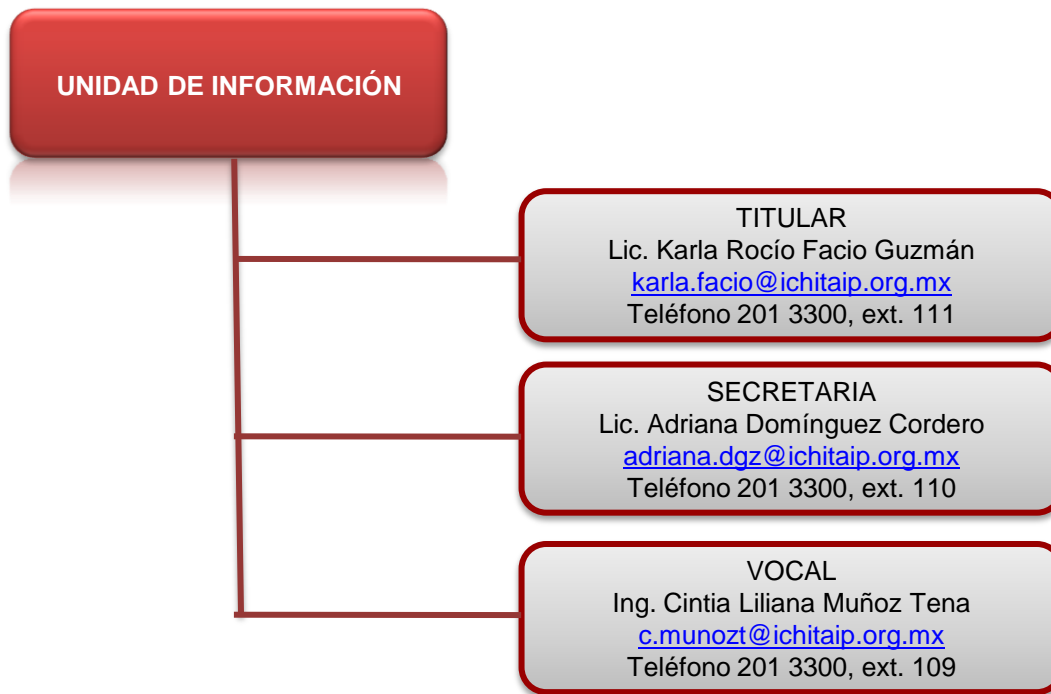 UNIDAD DE INFORMACIÓN
TITULAR
Lic. Karla Rocío Facio Guzmán
karla.facio@ichitaip.org.mx
Teléfono 201 3300, ext. 111
SECRETARIA
Lic. Adriana Domínguez Cordero
adriana.dgz@ichitaip.org.mx
Teléfono 201 3300, ext. 110
VOCAL
Ing. Cintia Liliana Muñoz Tena
c.munozt@ichitaip.org.mx
Teléfono 201 3300, ext. 109